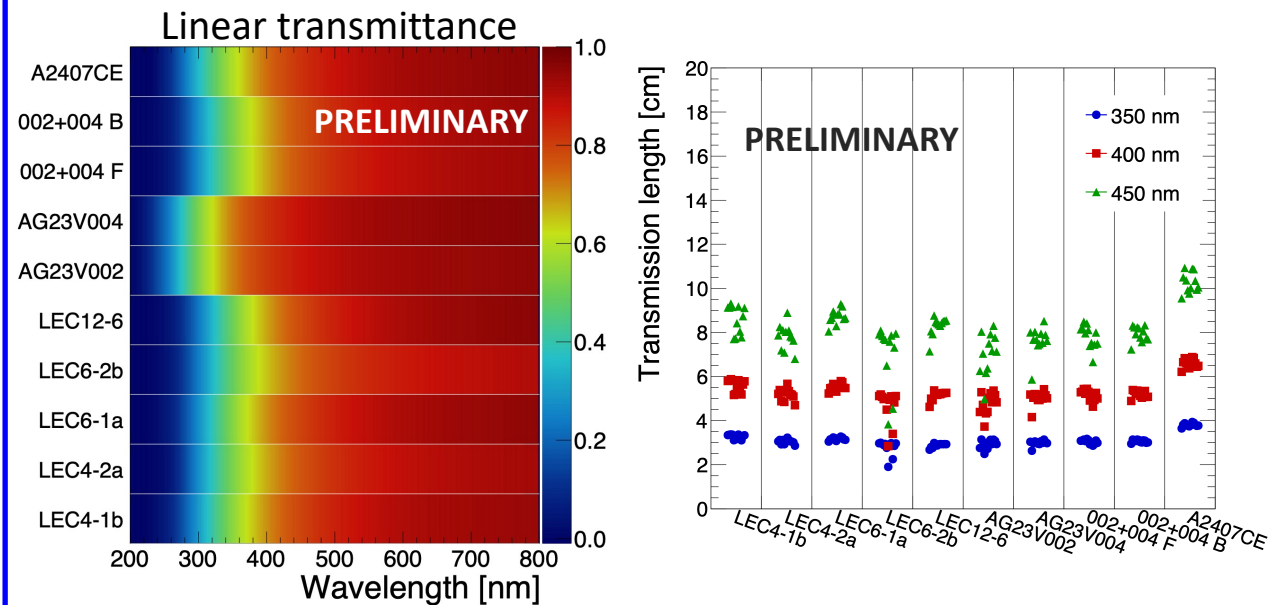 Linear transmittance
A2407CE
002+004 B
002+004 F
AG23V004
AG23V002
LEC12-6
LEC6-2b
LEC6-1a
LEC4-2a
LEC4-1b
PRELIMINARY
200 300 400 500 600 700 800
Wavelength [nm]
1.0
0.8
0.6
0.4
0.2
0.0
Transmission length [cm]
20
18
16
14
12
10
8
6
4
2
0
PRELIMINARY
350 nm
400 nm
450 nm
LEC4-1b
LEC4-2a
LEC6-1a
LEC6-2b
LEC12-6
AG23V002
AG23V004
002+004 F
002+004 B
A2407CE